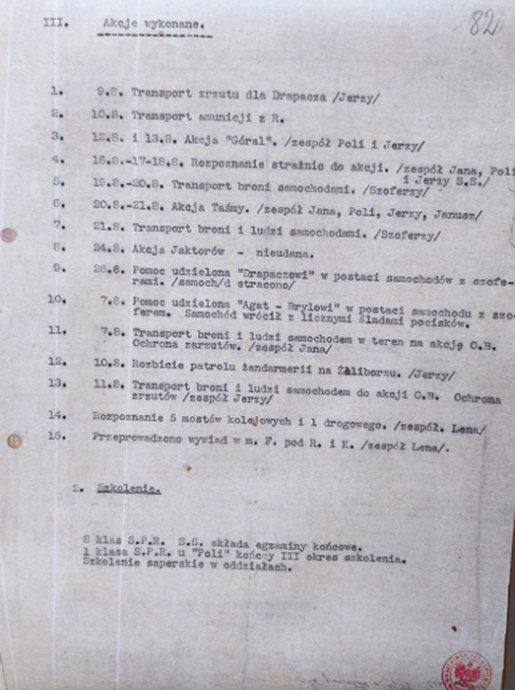 82
III. Akcje wykonane.
1. 9.8. Transport zrzutu dla Drapacza /Jerzy/
2. 10.8. Transport amunicji z R.
3. 12.8. i 13.8. Akcja "Góral". /zespół Poli i Jerzy/
4. 16.8.-17-18.8. Rozpoznanie strażnic do akcji. /zespół Jana, Poli
i Jerzy S.S./
5. 19.8.-20.8. Transport broni samochodami. /Szoferzy/
6. 20.8.-21.8. Akcja Taśmy. /zespół Jana, Poli, Jerzy, Janusz/
7. 21.8. Transport broni i ludzi samochodami. /Szoferzy/
8. 24.8. Akcja Jaktorów - nieudana.
9. 26.8. Pomoc udzielona "Drapaczowi" w postaci samochodów z szofe-
rami. /samoch/d stracono/
10. 7.8. Pomoc udzielona "Agat - Brylowi" w postaci samochodu z szo-
ferem. Samochód wrócił z licznymi śladami pocisków.
11. 7.8. Transport broni i ludzi samochodem w teren na akcję O.B.
Ochrona zarzutów. /zespół Jana/
12. 10.8. Rozbicie patrolu żandarmerii na Żaliborzu. /Jerzy/
13. 11.8. Transport broni i ludzi samochodem do akcji O.B. Ochrona
zrzutów /zespół Jerzy/
14. Rozpoznanie 5 mostów kolejowych i 1 drogowego. /zespół. Lena/
15. Przeprowadzono wywiad w m. F. pod R. i K. /zespół Lena/.
2. Szkolenie.
8 klas S.P.R. S.S. składa egzaminy końcowe.
1 klasa S.P.R. u "Poli" kończy III okres szkolenia.
Szkolenie saperskie w oddziałach.